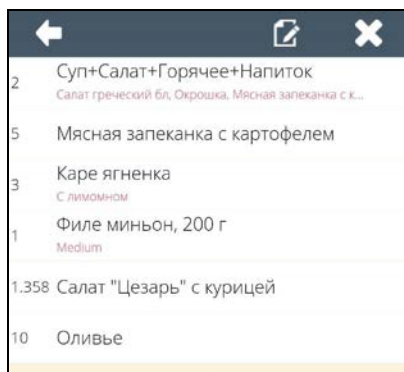 2 Суп+Салат+Горячее+Напиток
Салат греческий бл, Окрошка, Мясная запеканка с к...
5 Мясная запеканка с картофелем
3 Каре ягненка
С лимомном
1 Филе миньон, 200 г
Medium
1.358 Салат "Цезарь" с курицей
10 Оливье